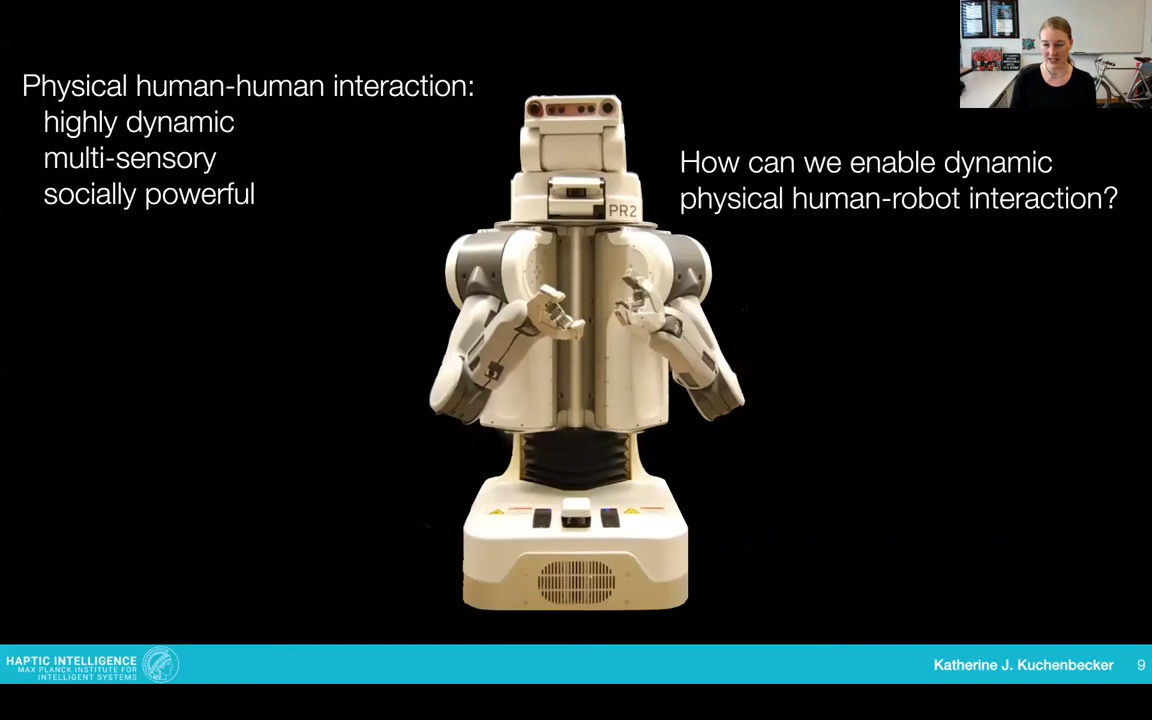 Physical human-human interaction:
highly dynamic
multi-sensory
socially powerful
How can we enable dynamic
physical human-robot interaction?
PR2
HAPTIC INTELLIGENCE
MAX PLANCK INSTITUTE FOR
INTELLIGENT SYSTEMS
Katherine J. Kuchenbecker
9